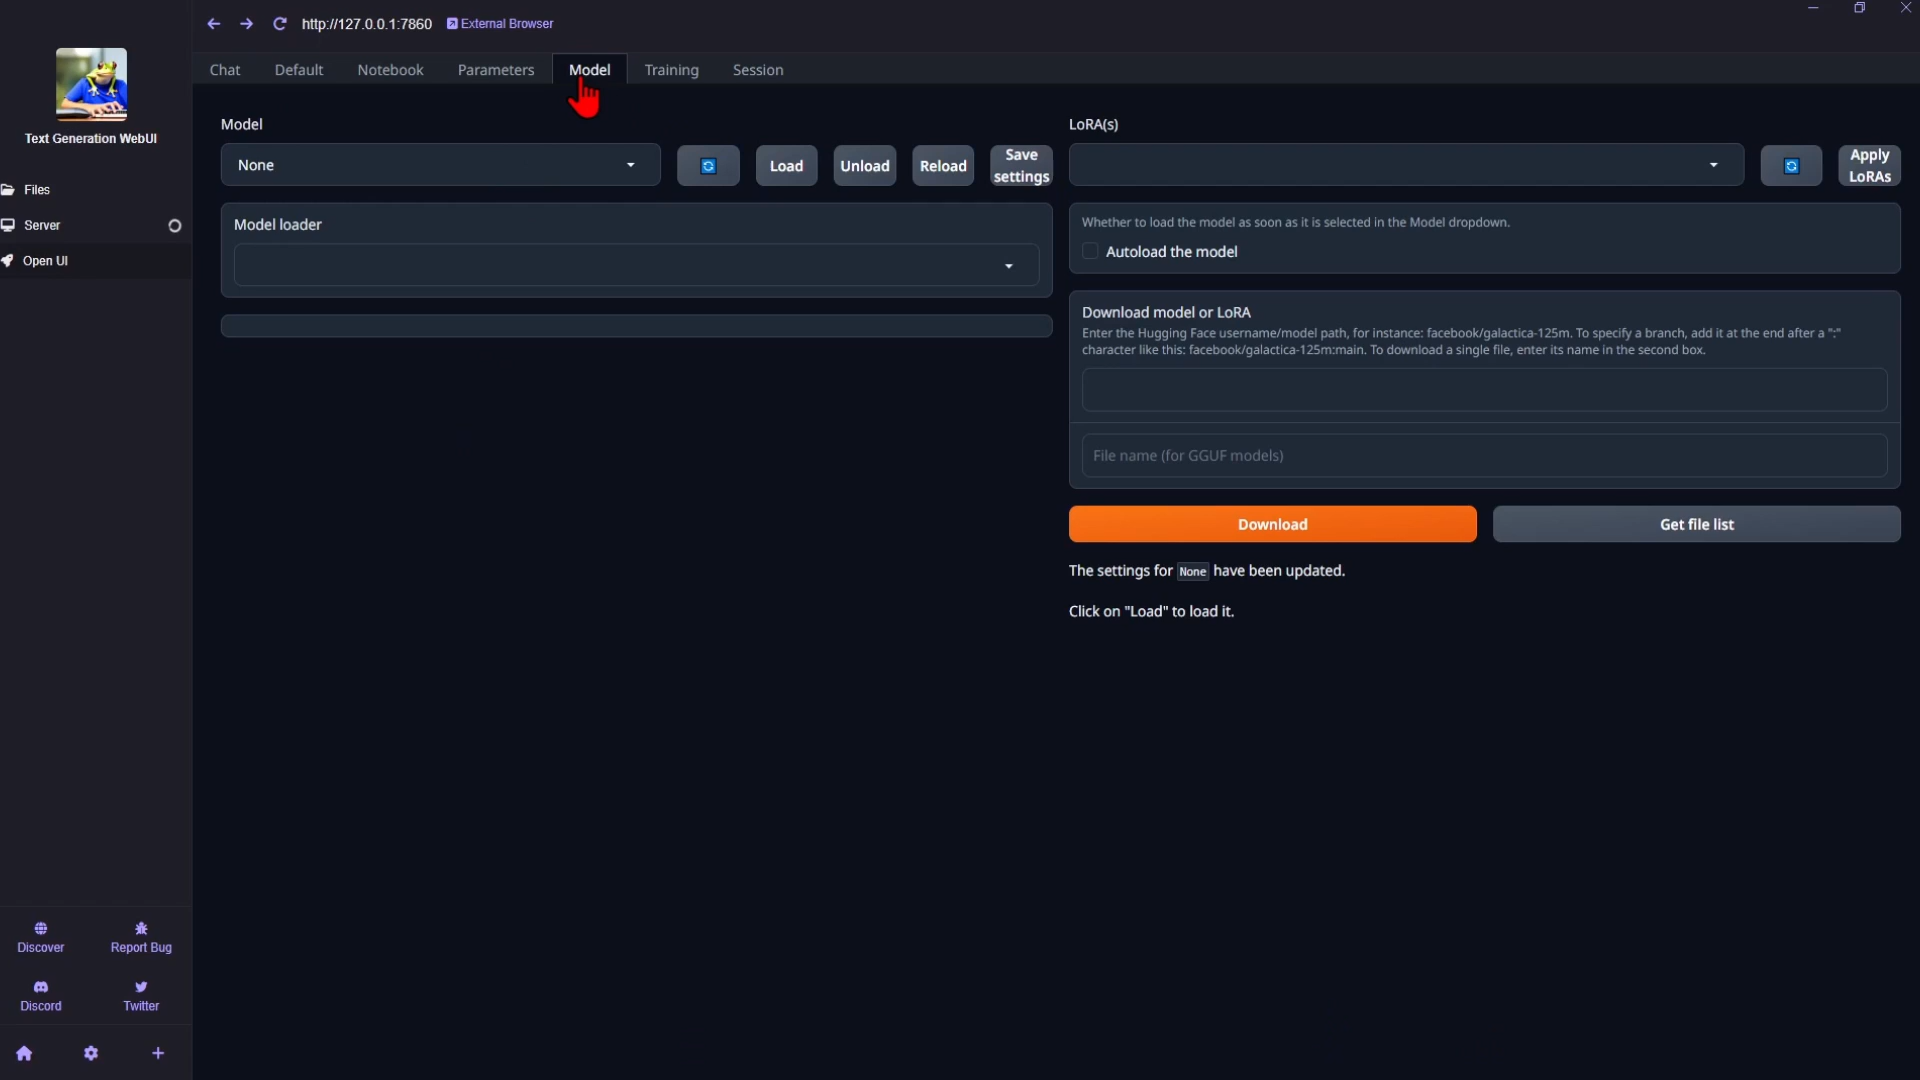 http://127.0.0.1:7860 External Browser
Text Generation WebUI
Files
Server
Open UI
Discover Report Bug
Discord Twitter
Chat Default Notebook Parameters Model Training Session
Model
None
Load Unload Reload
Save
settings
Model loader
LoRA(s)
Apply
LoRAs
Whether to load the model as soon as it is selected in the Model dropdown.
Autoload the model
Download model or LoRA
Enter the Hugging Face username/model path, for instance: facebook/galactica-125m. To specify a branch, add it at the end after a ":"
character like this: facebook/galactica-125m:main. To download a single file, enter its name in the second box.
File name (for GGUF models)
Download Get file list
The settings for None have been updated.
Click on "Load" to load it.